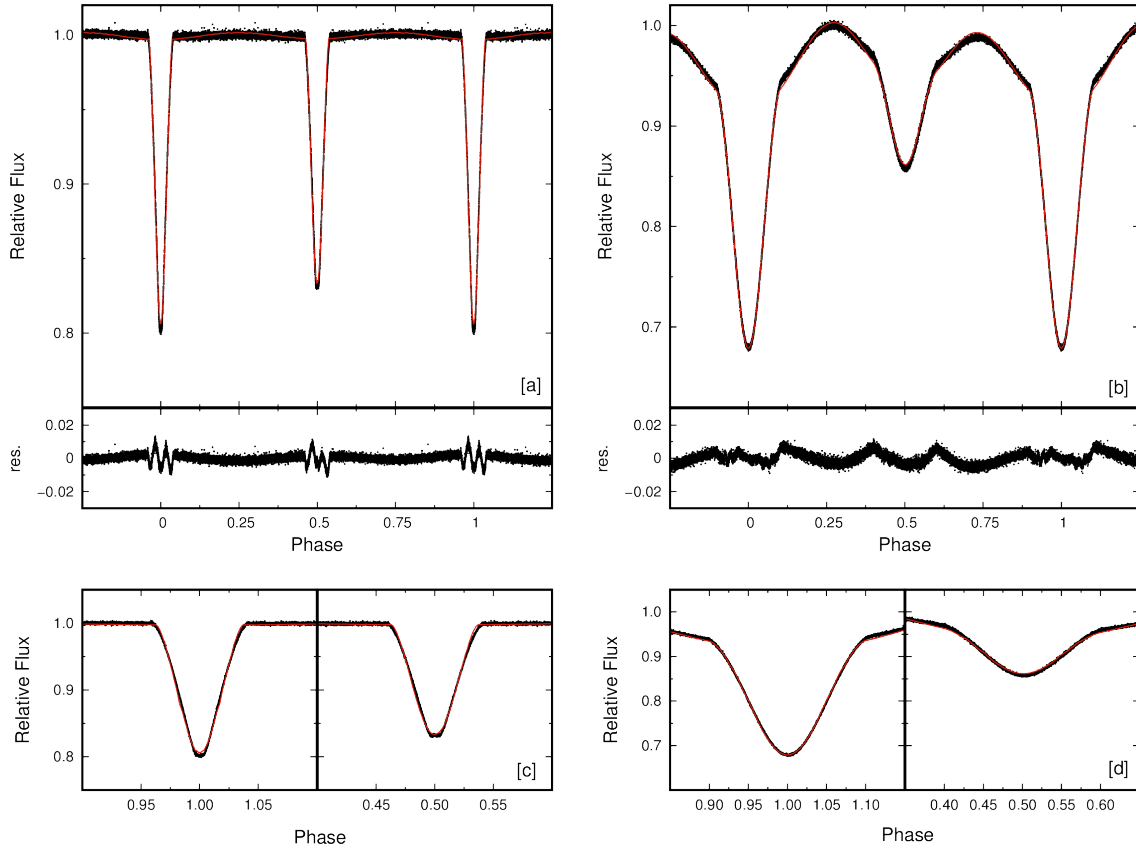 1.0
0.9
0.8
Relative Flux
[a]
0.02
0
−0.02
res.
0 0.25 0.5 0.75 1
Phase
1.0
0.9
0.8
0.7
Relative Flux
[b]
0.02
0
−0.02
res.
0 0.25 0.5 0.75 1
Phase
1.0
0.9
0.8
Relative Flux
[c]
0.95 1.00 1.05 0.45 0.50 0.55
Phase
1.0
0.9
0.8
0.7
Relative Flux
[d]
0.90 0.95 1.00 1.05 1.10 0.40 0.45 0.50 0.55 0.60
Phase